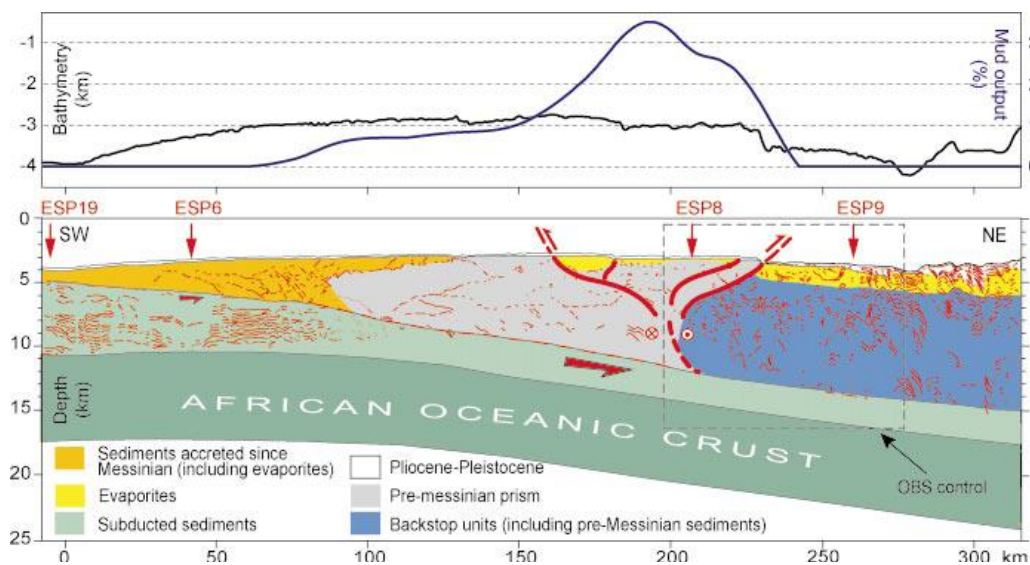 -1
-2
-3
-4
Bathymetry
(km)
Mud output
(%)
ESP19
ESP6
ESP8
ESP9
SW
NE
0
5
10
15
20
25
Depth
(km)
AFRICAN OCEANIC CRUST
OBS control
Sediments accreted since
Messinian (including evaporites)
Evaporites
Subducted sediments
Pliocene-Pleistocene
Pre-messinian prism
Backstop units (including pre-Messinian sediments)
0 50 100 150 200 250 300 km